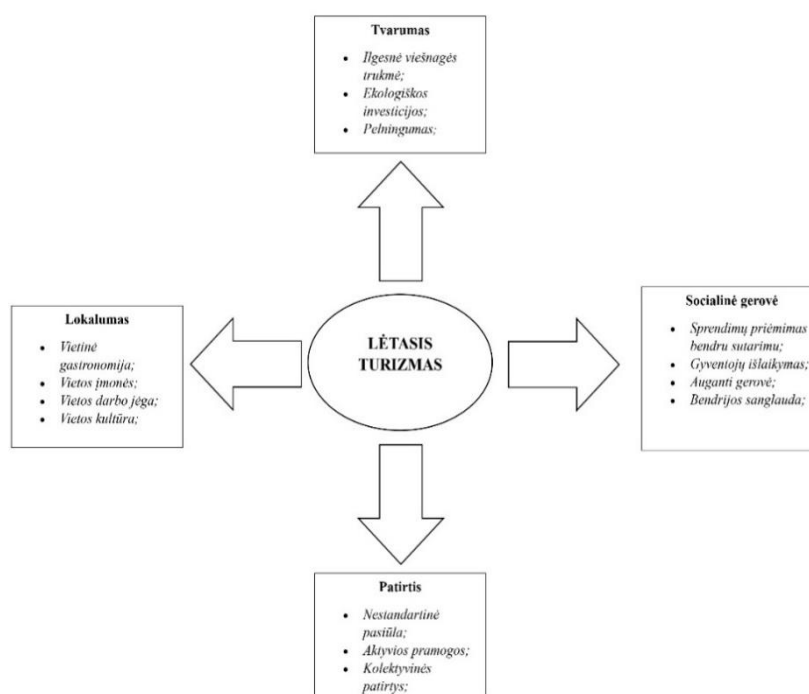 Tvarumas
• Ilgesnė viešnagės
trukmė;
• Ekologiškos
investicijos;
• Pelningumas;
Lokalumas
• Vietinė
gastronomija;
• Vietos įmonės;
• Vietos darbo jėga;
• Vietos kultūra;
LĖTASIS
TURIZMAS
Socialinė gerovė
• Sprendimų priėmimas
bendru sutarimu;
• Gyventojų išlaikymas;
• Auganti gerovė;
• Bendrijos sanglauda;
Patirtis
• Nestandartinė
pasiūla;
• Aktyvios pramogos;
• Kolektyvinės
patirtys;